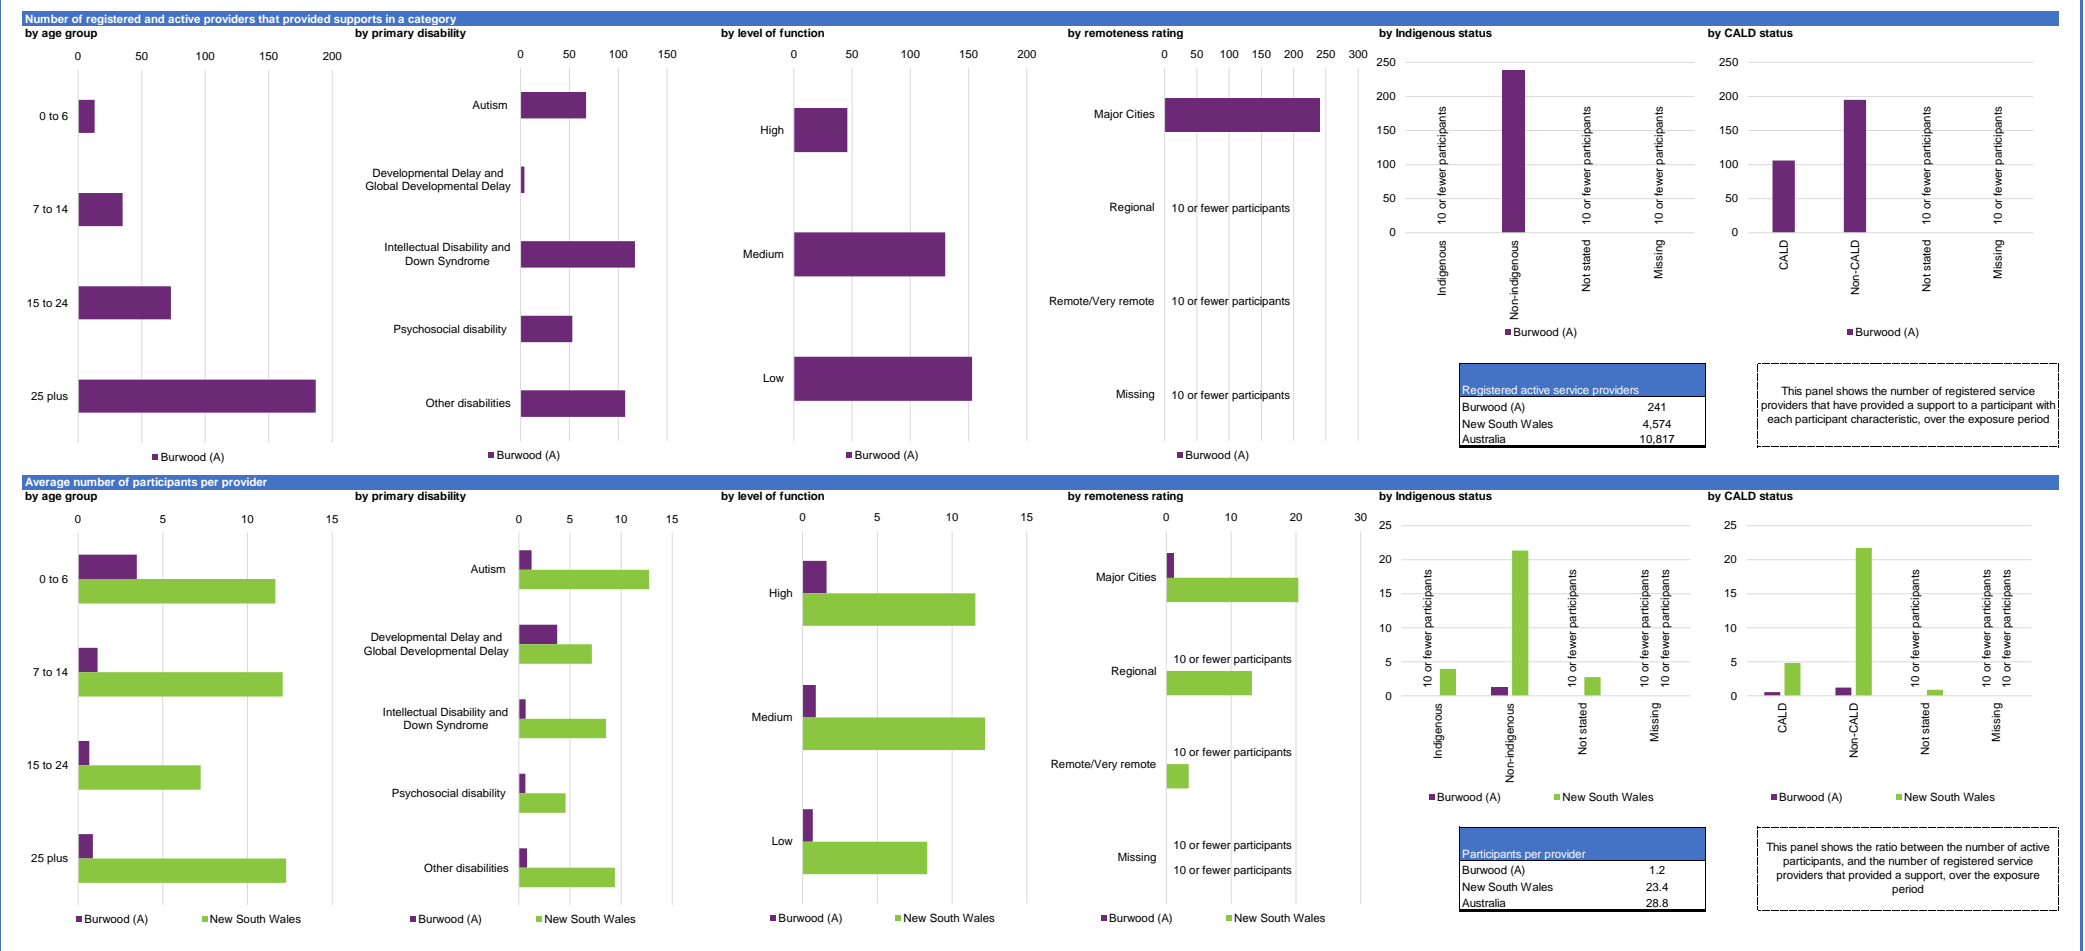 Number of registered and active providers that provided supports in a category
by age group
0 50 100 150 200
0 to 6
7 to 14
15 to 24
25 plus
Burwood (A)
by primary disability
0 50 100 150
Autism
Developmental Delay and
Global Developmental Delay
Intellectual Disability and
Down Syndrome
Psychosocial disability
Other disabilities
Burwood (A)
by level of function
0 50 100 150 200
High
Medium
Low
Burwood (A)
by remoteness rating
0 50 100 150 200 250 300
Major Cities
Regional 10 or fewer participants
Remote/Very remote 10 or fewer participants
Missing 10 or fewer participants
Burwood (A)
by Indigenous status
250
200
150
100
50
0
10 or fewer participants
10 or fewer participants
10 or fewer participants
Indigenous
Non-indigenous
Not stated
Missing
Burwood (A)
by CALD status
250
200
150
100
50
0
10 or fewer participants
10 or fewer participants
CALD
Non-CALD
Not stated
Missing
Burwood (A)
Registered active service providers
Burwood (A) 241
New South Wales 4,574
Australia 10,817
This panel shows the number of registered service
providers that have provided a support to a participant with
each participant characteristic, over the exposure period
Average number of participants per provider
by age group
0 5 10 15
0 to 6
7 to 14
15 to 24
25 plus
Burwood (A) New South Wales
by primary disability
0 5 10 15
Autism
Developmental Delay and
Global Developmental Delay
Intellectual Disability and
Down Syndrome
Psychosocial disability
Other disabilities
Burwood (A) New South Wales
by level of function
0 5 10 15
High
Medium
Low
Burwood (A) New South Wales
by remoteness rating
0 10 20 30
Major Cities
10 or fewer participants
Regional
10 or fewer participants
Remote/Very remote
10 or fewer participants
Missing
10 or fewer participants
Burwood (A) New South Wales
by Indigenous status
25
20
15
10
5
0
10 or fewer participants
10 or fewer participants
10 or fewer participants
10 or fewer participants
Indigenous
Non-indigenous
Not stated
Missing
Burwood (A) New South Wales
by CALD status
25
20
15
10
5
0
10 or fewer participants
10 or fewer participants
10 or fewer participants
CALD
Non-CALD
Not stated
Missing
Burwood (A) New South Wales
Participants per provider
Burwood (A) 1.2
New South Wales 23.4
Australia 28.8
This panel shows the ratio between the number of active
participants, and the number of registered service
providers that provided a support, over the exposure
period